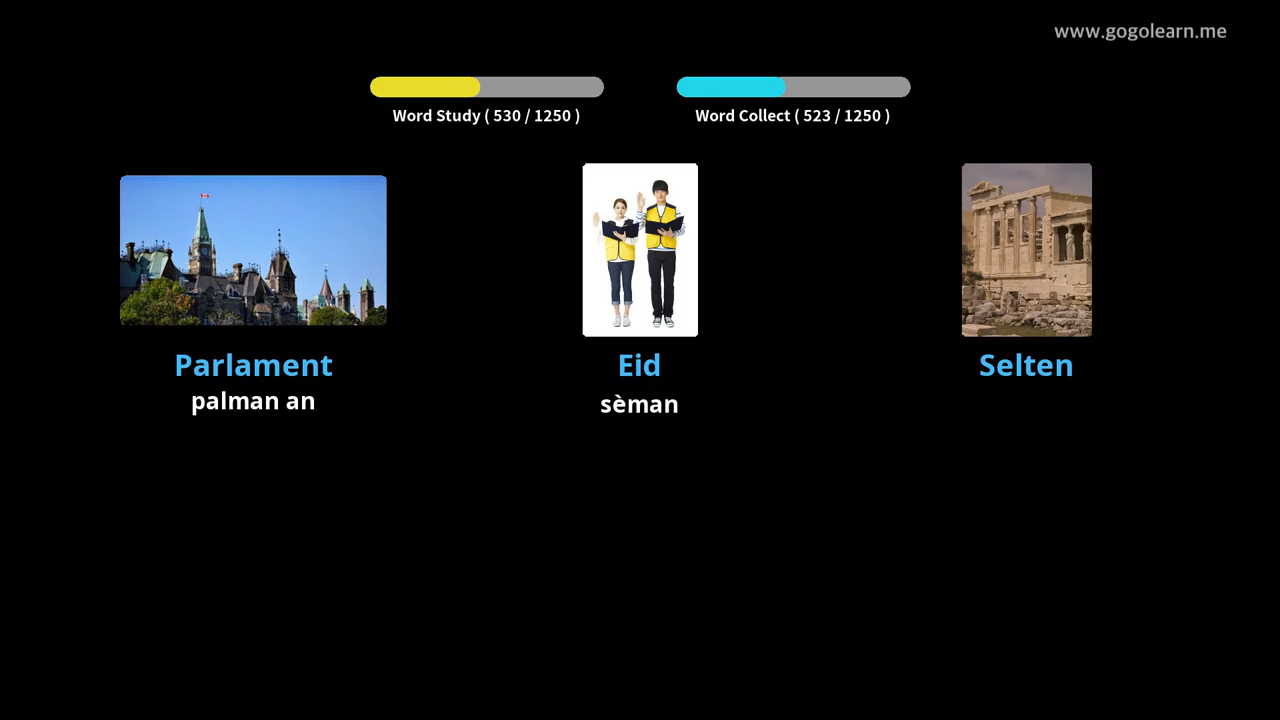 www.gogolearn.me
Word Study ( 530 / 1250 )
Word Collect ( 523 / 1250 )
Parlament
palman an
Eid
sèman
Selten